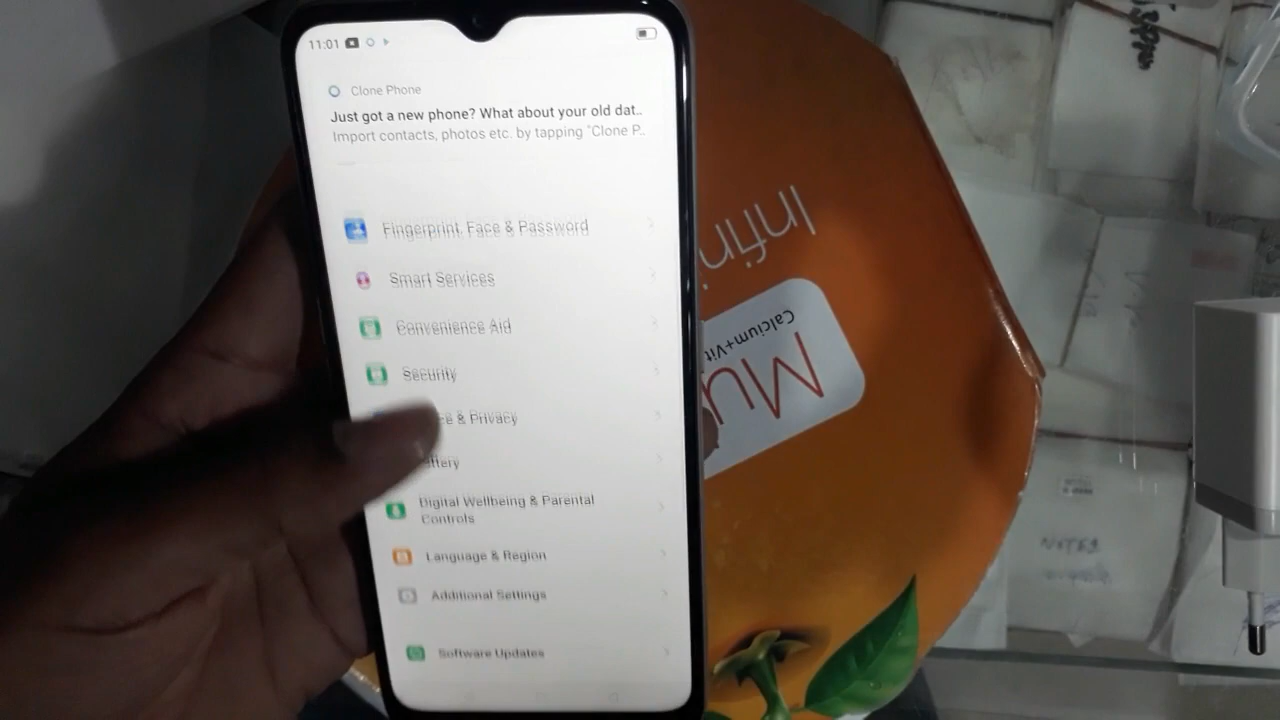 11:01
Clone Phone
Just got a new phone? What about your old dat..
Import contacts, photos etc. by tapping "Clone P..
Fingerprint, Face & Password
Smart Services
Convenience Aid
Security
ce & Privacy
ttery
Digital Wellbeing & Parental
Controls
Language & Region
Additional Settings
Software Updates
Infin
Mu
Calcium+Vit